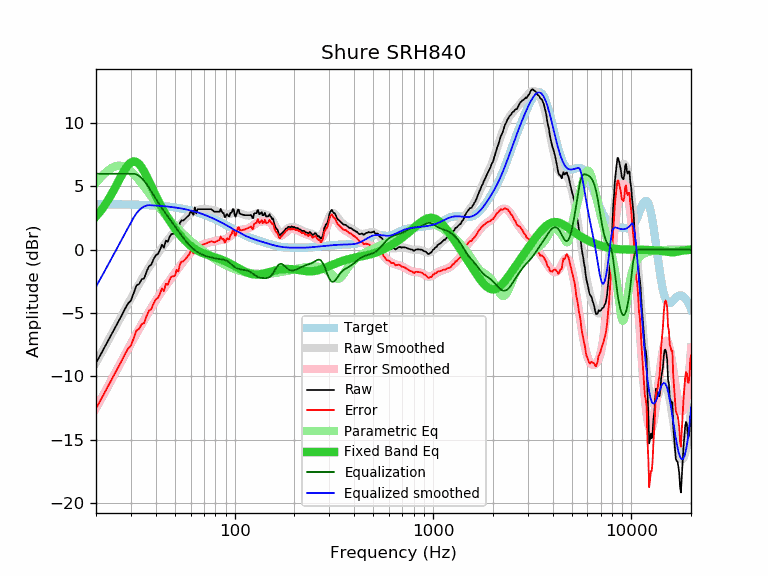 Shure SRH840
Amplitude (dBr)
10
5
0
−5
−10
−15
−20
Target
Raw Smoothed
Error Smoothed
Raw
Error
Parametric Eq
Fixed Band Eq
Equalization
Equalized smoothed
100
1000
10000
Frequency (Hz)